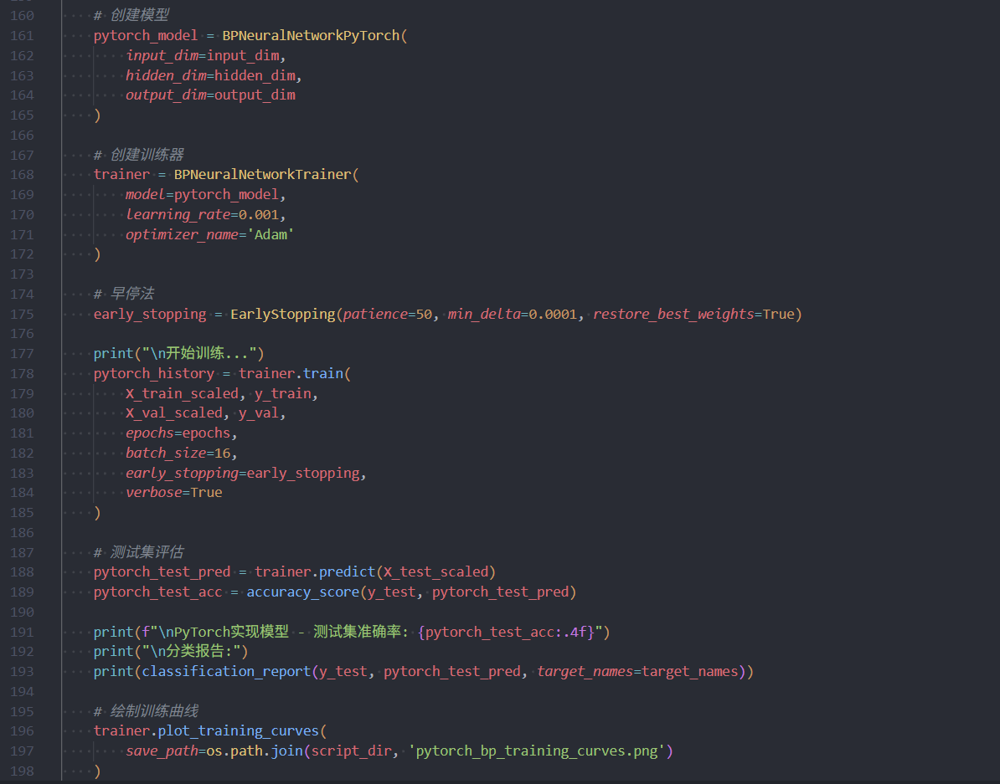 160 # 创建模型
161 pytorch_model = BPNeuralNetworkPyTorch(
162 input_dim=input_dim,
163 hidden_dim=hidden_dim,
164 output_dim=output_dim
165 )
166
167 # 创建训练器
168 trainer = BPNeuralNetworkTrainer(
169 model=pytorch_model,
170 learning_rate=0.001,
171 optimizer_name='Adam'
172 )
173
174 # 早停法
175 early_stopping = EarlyStopping(patience=50, min_delta=0.0001, restore_best_weights=True)
176
177 print("\n开始训练...")
178 pytorch_history = trainer.train(
179 X_train_scaled, y_train,
180 X_val_scaled, y_val,
181 epochs=epochs,
182 batch_size=16,
183 early_stopping=early_stopping,
184 verbose=True
185 )
186
187 # 测试集评估
188 pytorch_test_pred = trainer.predict(X_test_scaled)
189 pytorch_test_acc = accuracy_score(y_test, pytorch_test_pred)
190
191 print(f"\nPyTorch实现模型 - 测试集准确率: {pytorch_test_acc:.4f}")
192 print("\n分类报告:")
193 print(classification_report(y_test, pytorch_test_pred, target_names=target_names))
194
195 # 绘制训练曲线
196 trainer.plot_training_curves(
197 save_path=os.path.join(script_dir, 'pytorch_bp_training_curves.png')
198 )